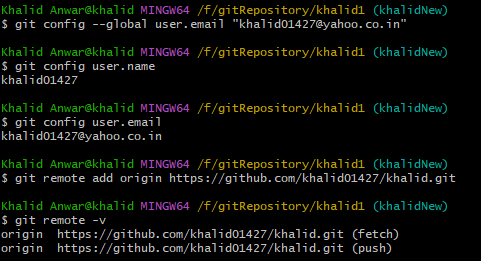 Khalid Anwar@khalid MINGW64 /f/gitRepository/khalid1 (khalidNew)
$ git config --global user.email "khalid01427@yahoo.co.in"
Khalid Anwar@khalid MINGW64 /f/gitRepository/khalid1 (khalidNew)
$ git config user.name
khalid01427
Khalid Anwar@khalid MINGW64 /f/gitRepository/khalid1 (khalidNew)
$ git config user.email
khalid01427@yahoo.co.in
Khalid Anwar@khalid MINGW64 /f/gitRepository/khalid1 (khalidNew)
$ git remote add origin https://github.com/khalid01427/khalid.git
Khalid Anwar@khalid MINGW64 /f/gitRepository/khalid1 (khalidNew)
$ git remote -v
origin  https://github.com/khalid01427/khalid.git (fetch)
origin  https://github.com/khalid01427/khalid.git (push)